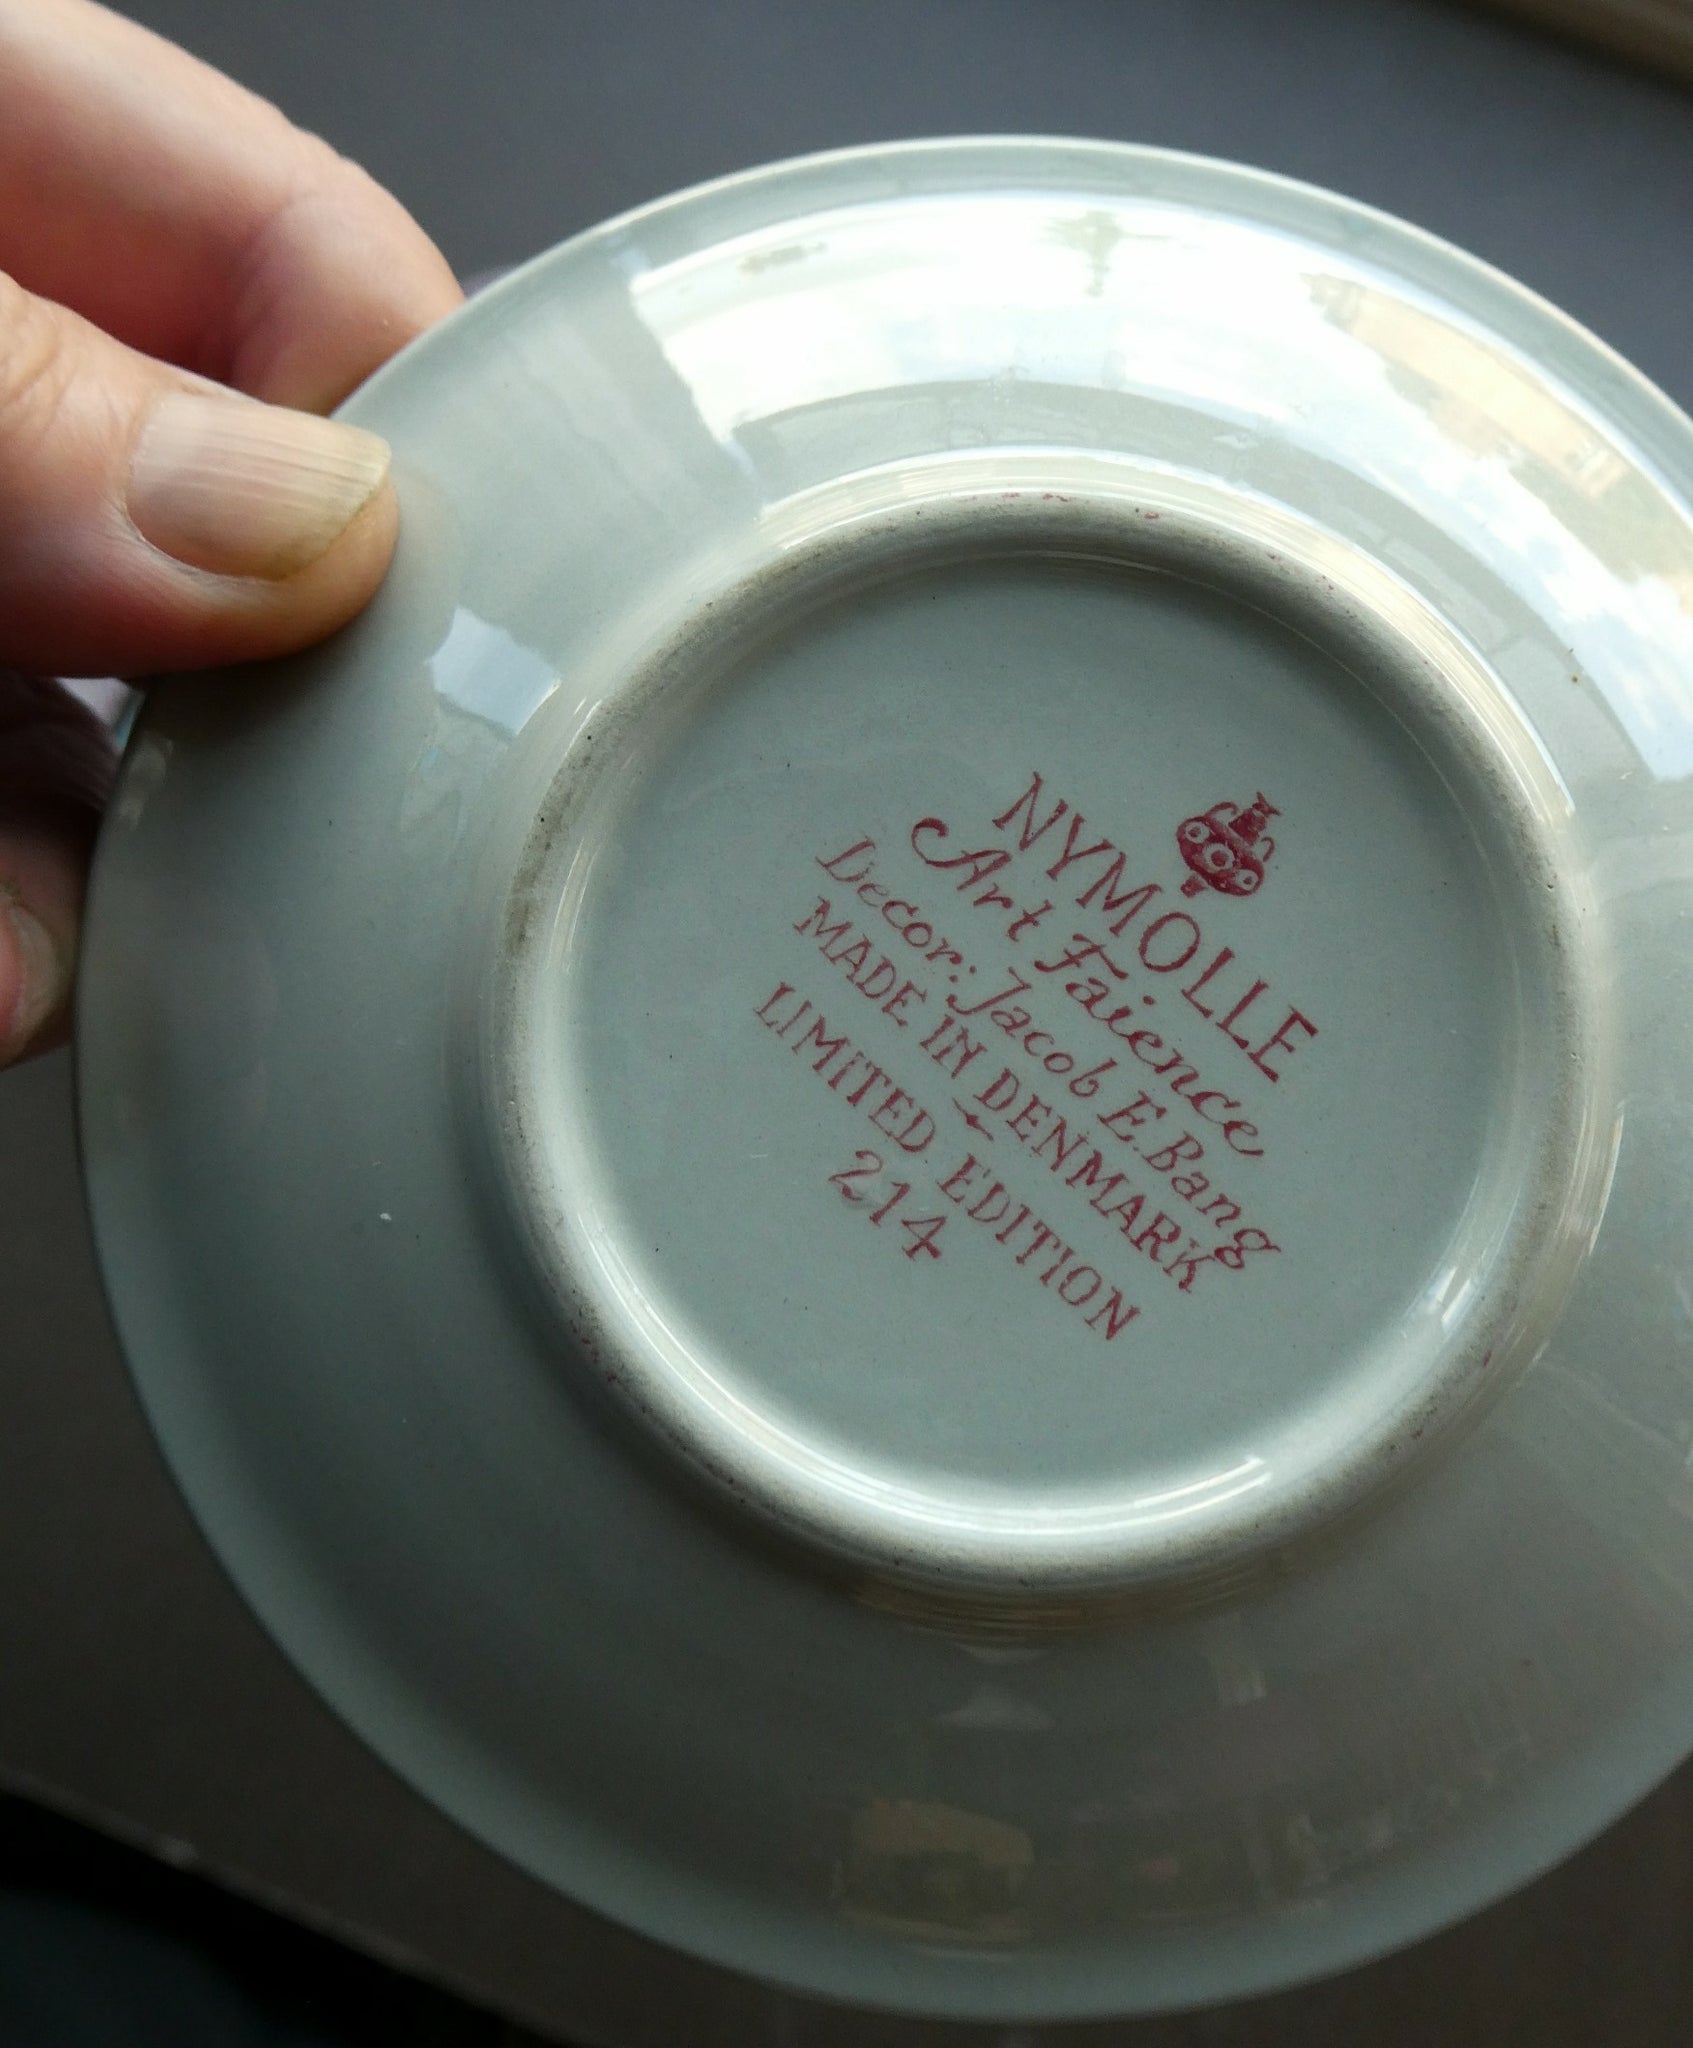 NYMOLLE
Art Faience
Decor: Jacob E. Bang
MADE IN DENMARK
LIMITED EDITION
214